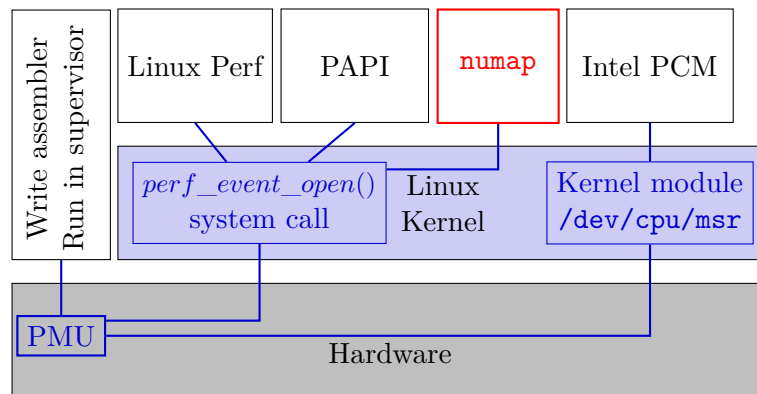 Write assembler
Run in supervisor
Linux Perf
PAPI
numap
Intel PCM
perf_event_open()
system call
Linux
Kernel
Kernel module
/dev/cpu/msr
PMU
Hardware